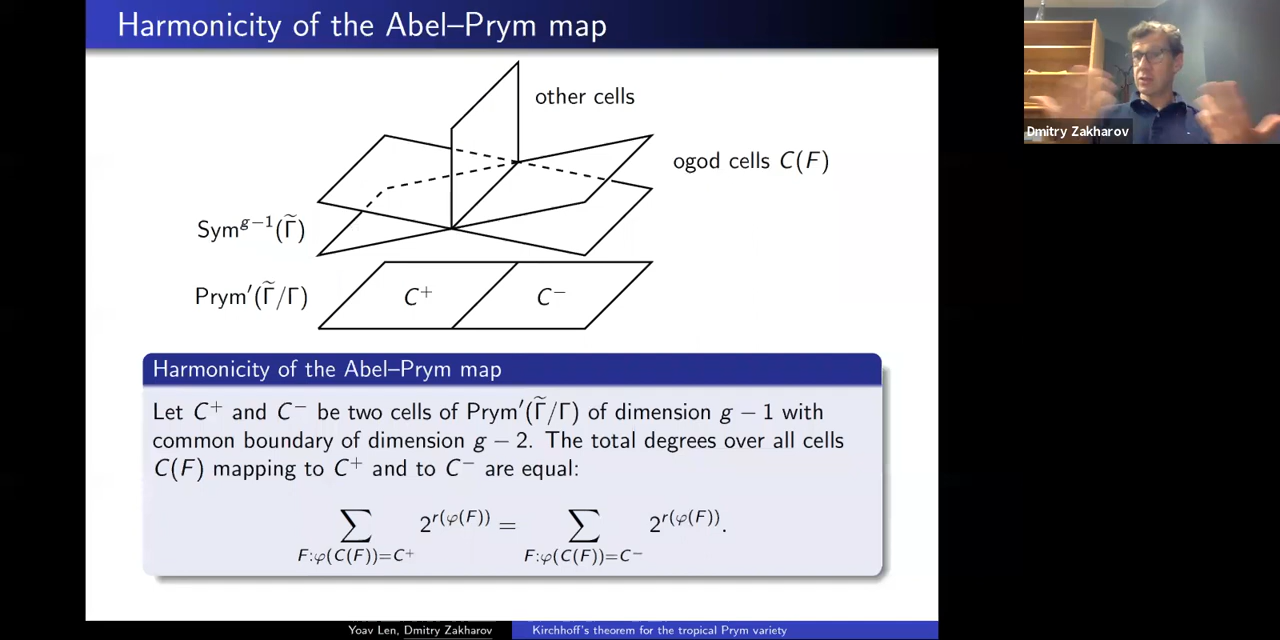 Harmonicity of the Abel–Prym map
other cells
ogod cells C(F)
Sym^{g−1}(Γ̃)
Prym′(Γ̃/Γ)
C⁺
C⁻
Harmonicity of the Abel–Prym map
Let C⁺ and C⁻ be two cells of Prym′(Γ̃/Γ) of dimension g − 1 with
common boundary of dimension g − 2. The total degrees over all cells
C(F) mapping to C⁺ and to C⁻ are equal:
∑_{F:φ(C(F))=C⁺} 2^{r(φ(F))} = ∑_{F:φ(C(F))=C⁻} 2^{r(φ(F))}.
Yoav Len, Dmitry Zakharov
Kirchhoff's theorem for the tropical Prym variety
Dmitry Zakharov